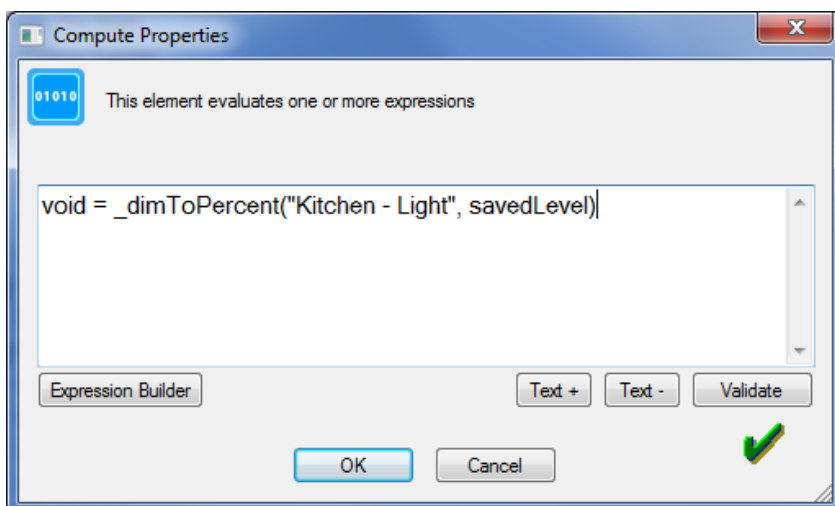 Compute Properties
X
01010
This element evaluates one or more expressions
void = _dimToPercent("Kitchen - Light", savedLevel)
Expression Builder
Text +
Text -
Validate
OK
Cancel